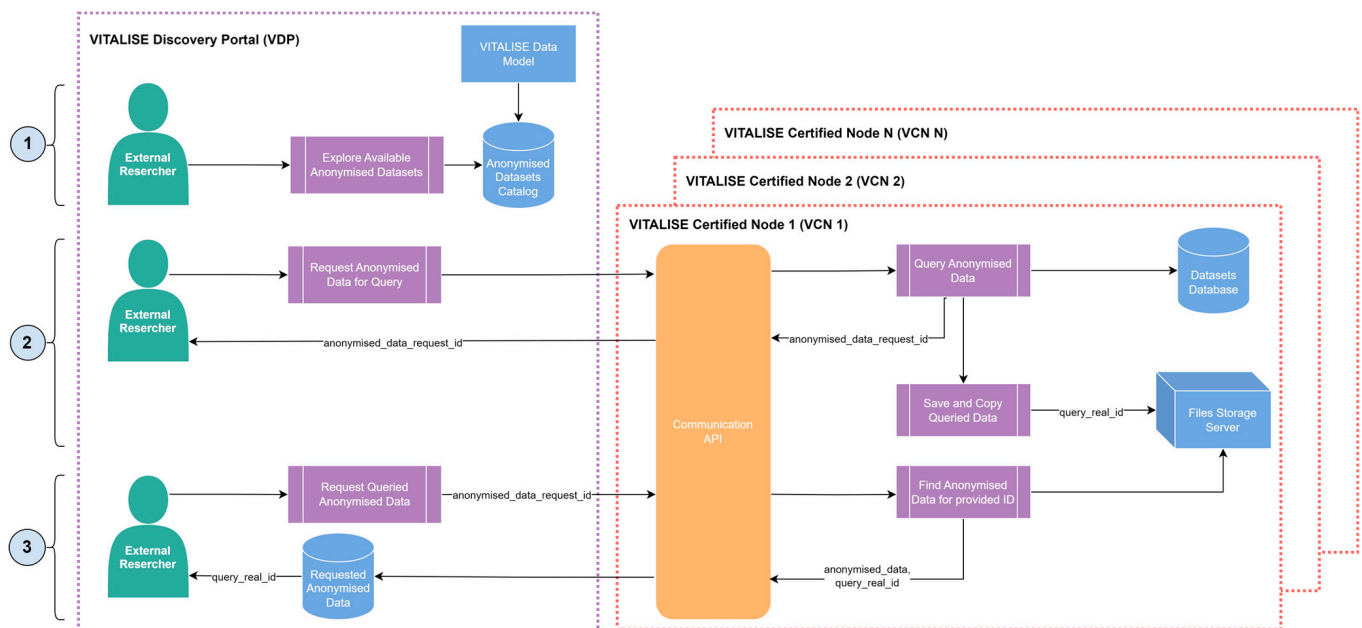 VITALISE Discovery Portal (VDP)
VITALISE Data
Model
1
External
Resercher
Explore Available
Anonymised Datasets
Anonymised
Datasets
Catalog
VITALISE Certified Node N (VCN N)
VITALISE Certified Node 2 (VCN 2)
VITALISE Certified Node 1 (VCN 1)
2
External
Resercher
Request Anonymised
Data for Query
Query Anonymised
Data
Datasets
Database
anonymised_data_request_id
anonymised_data_request_id
Communication
API
Save and Copy
Queried Data
query_real_id
Files Storage
Server
3
External
Resercher
Request Queried
Anonymised Data
anonymised_data_request_id
Find Anonymised
Data for provided ID
query_real_id
Requested
Anonymised
Data
anonymised_data,
query_real_id